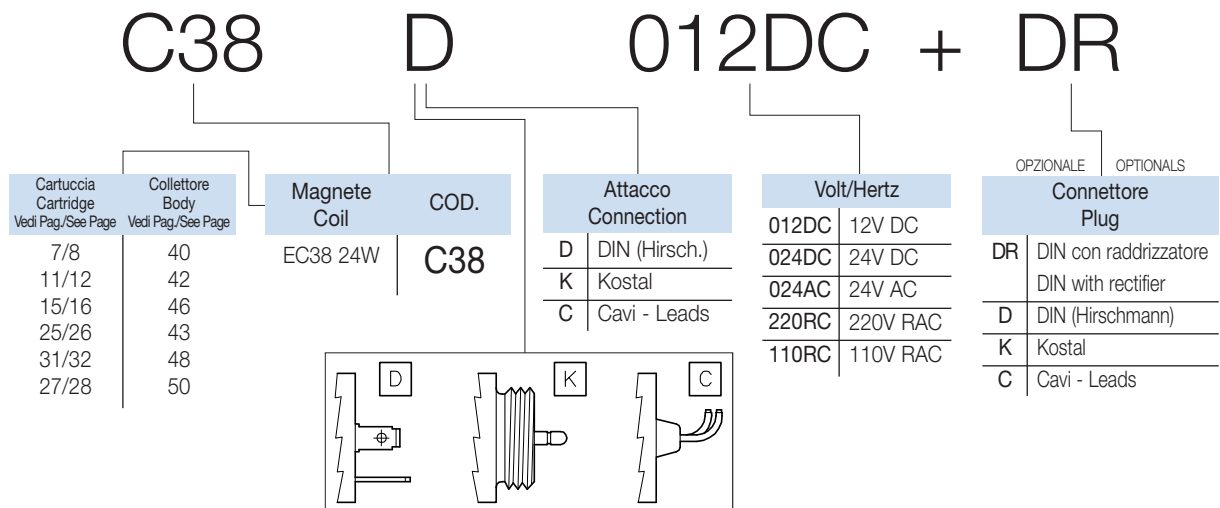 C38 D 012DC + DR
OPZIONALE OPTIONALS
Cartuccia
Cartridge
Vedi Pag./See Page
Collettore
Body
Vedi Pag./See Page
7/8 40
11/12 42
15/16 46
25/26 43
31/32 48
27/28 50
Magnete
Coil
COD.
EC38 24W C38
Attacco
Connection
D DIN (Hirsch.)
K Kostal
C Cavi - Leads
Volt/Hertz
012DC 12V DC
024DC 24V DC
024AC 24V AC
220RC 220V RAC
110RC 110V RAC
Connettore
Plug
DR DIN con raddrizzatore
DIN with rectifier
D DIN (Hirschmann)
K Kostal
C Cavi - Leads
D K C